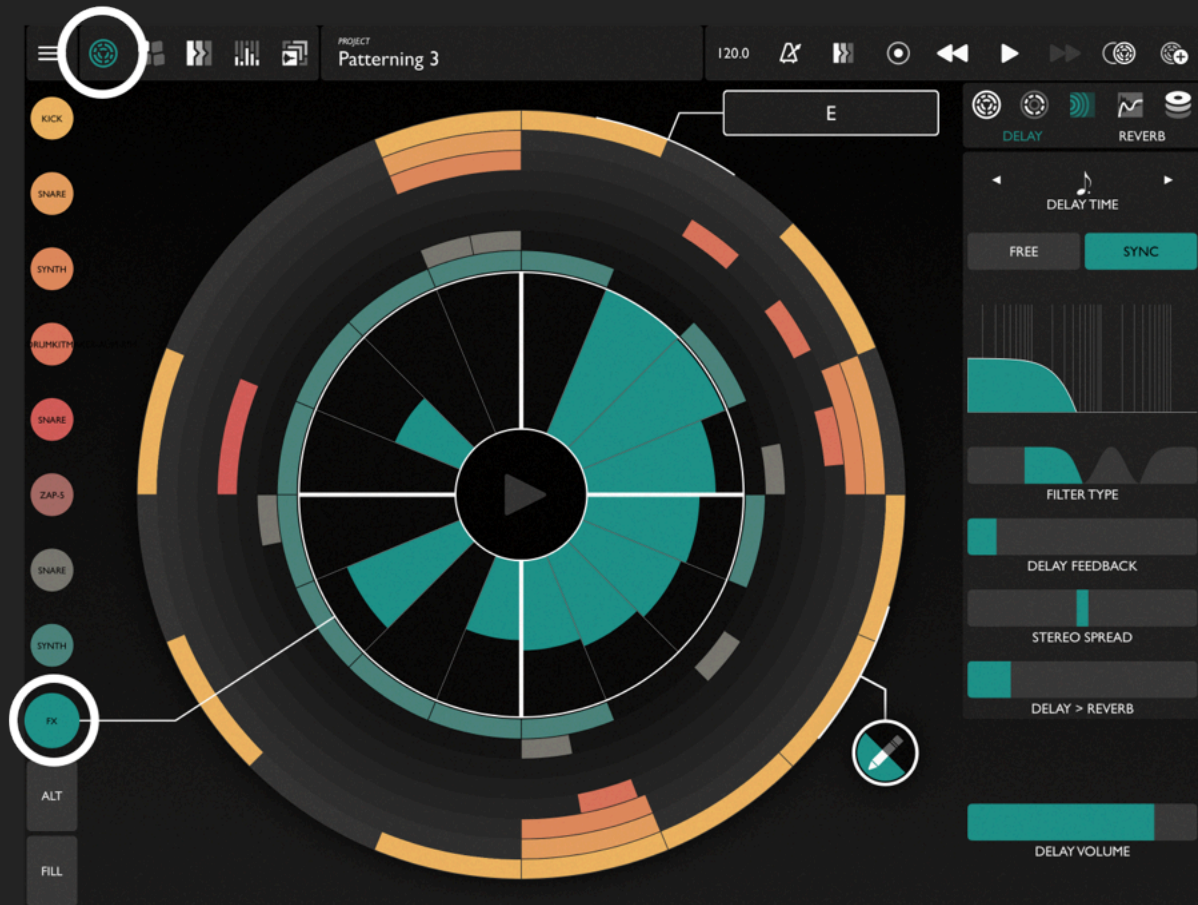 PROJECT
Patterning 3
120.0
KICK
SNARE
SYNTH
DRUMKITM
SNARE
ZAP-S
SNARE
SYNTH
FX
ALT
FILL
E
DELAY
REVERB
DELAY TIME
FREE
SYNC
FILTER TYPE
DELAY FEEDBACK
STEREO SPREAD
DELAY > REVERB
DELAY VOLUME